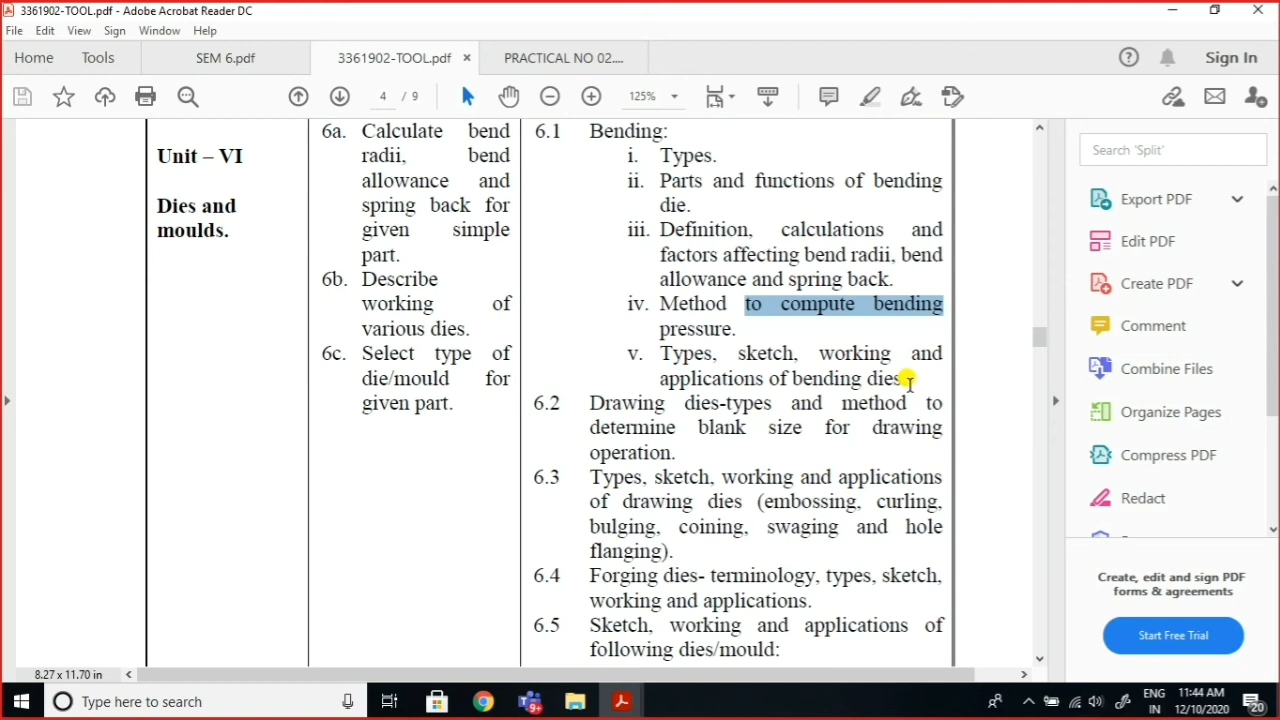 3361902-TOOL.pdf - Adobe Acrobat Reader DC
File Edit View Sign Window Help
Home Tools SEM 6.pdf 3361902-TOOL.pdf × PRACTICAL NO 02.... Sign In
4 / 9 125%
Unit – VI
Dies and
moulds.
6a. Calculate bend
radii, bend
allowance and
spring back for
given simple
part.
6b. Describe
working of
various dies.
6c. Select type of
die/mould for
given part.
6.1 Bending:
i. Types.
ii. Parts and functions of bending
die.
iii. Definition, calculations and
factors affecting bend radii, bend
allowance and spring back.
iv. Method to compute bending
pressure.
v. Types, sketch, working and
applications of bending dies
6.2 Drawing dies-types and method to
determine blank size for drawing
operation.
6.3 Types, sketch, working and applications
of drawing dies (embossing, curling,
bulging, coining, swaging and hole
flanging).
6.4 Forging dies- terminology, types, sketch,
working and applications.
6.5 Sketch, working and applications of
following dies/mould:
Search 'Split'
Export PDF
Edit PDF
Create PDF
Comment
Combine Files
Organize Pages
Compress PDF
Redact
Create, edit and sign PDF
forms & agreements
Start Free Trial
8.27 x 11.70 in
Type here to search
9+
ENG
IN
11:44 AM
12/10/2020
20